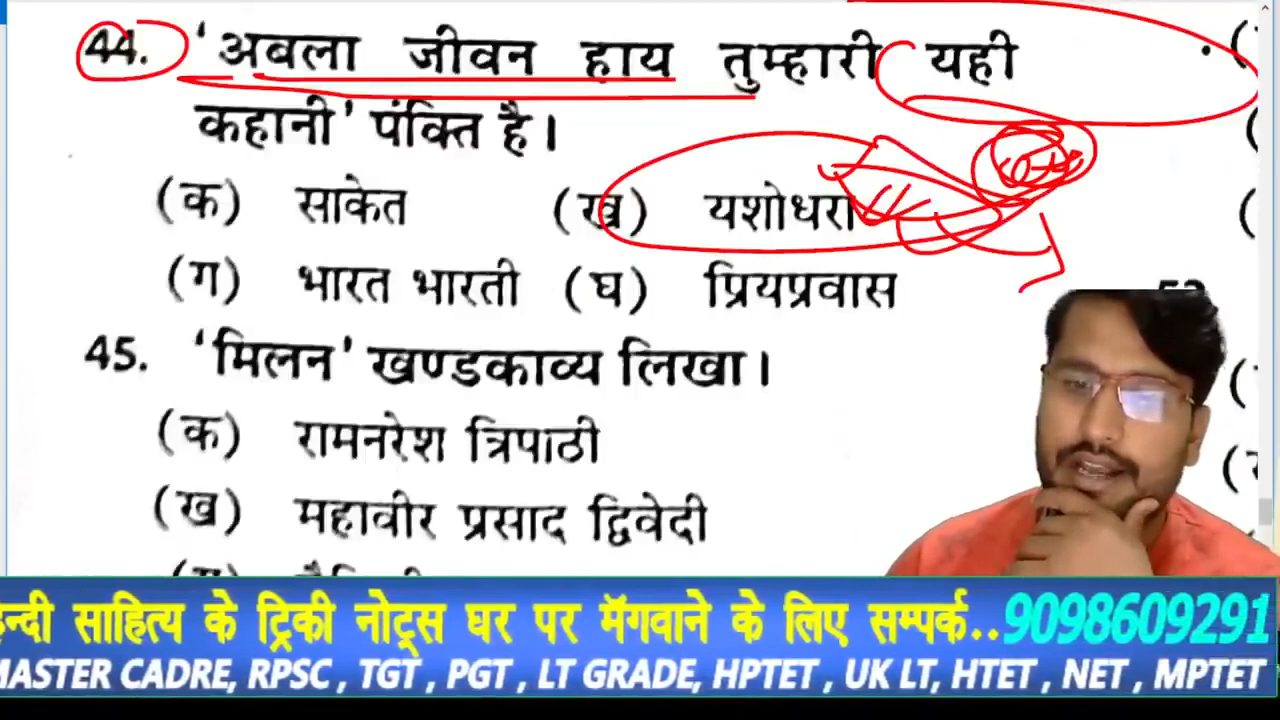 44. 'अवला जीवन हाय तुम्हारी यही
कहानी' पंक्ति है।
(क) साकेत (ख) यशोधरा
(ग) भारत भारती (घ) प्रियप्रवास
45. 'मिलन' खण्डकाव्य लिखा।
(क) रामनरेश त्रिपाठी
(ख) महावीर प्रसाद द्विवेदी
हिन्दी साहित्य के ट्रिकी नोट्स घर पर मॅगवाने के लिए सम्पर्क..9098609291
MASTER CADRE, RPSC , TGT , PGT , LT GRADE, HPTET , UK LT, HTET , NET , MPTET